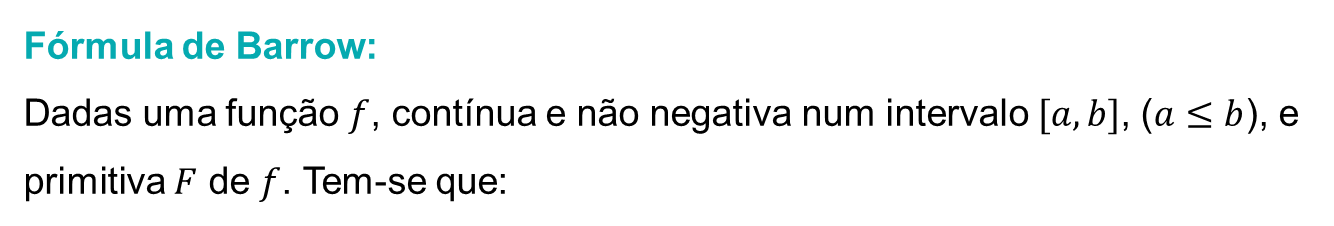 Fórmula de Barrow:
Dadas uma função f, contínua e não negativa num intervalo [a, b], (a ≤ b), e
primitiva F de f. Tem-se que: